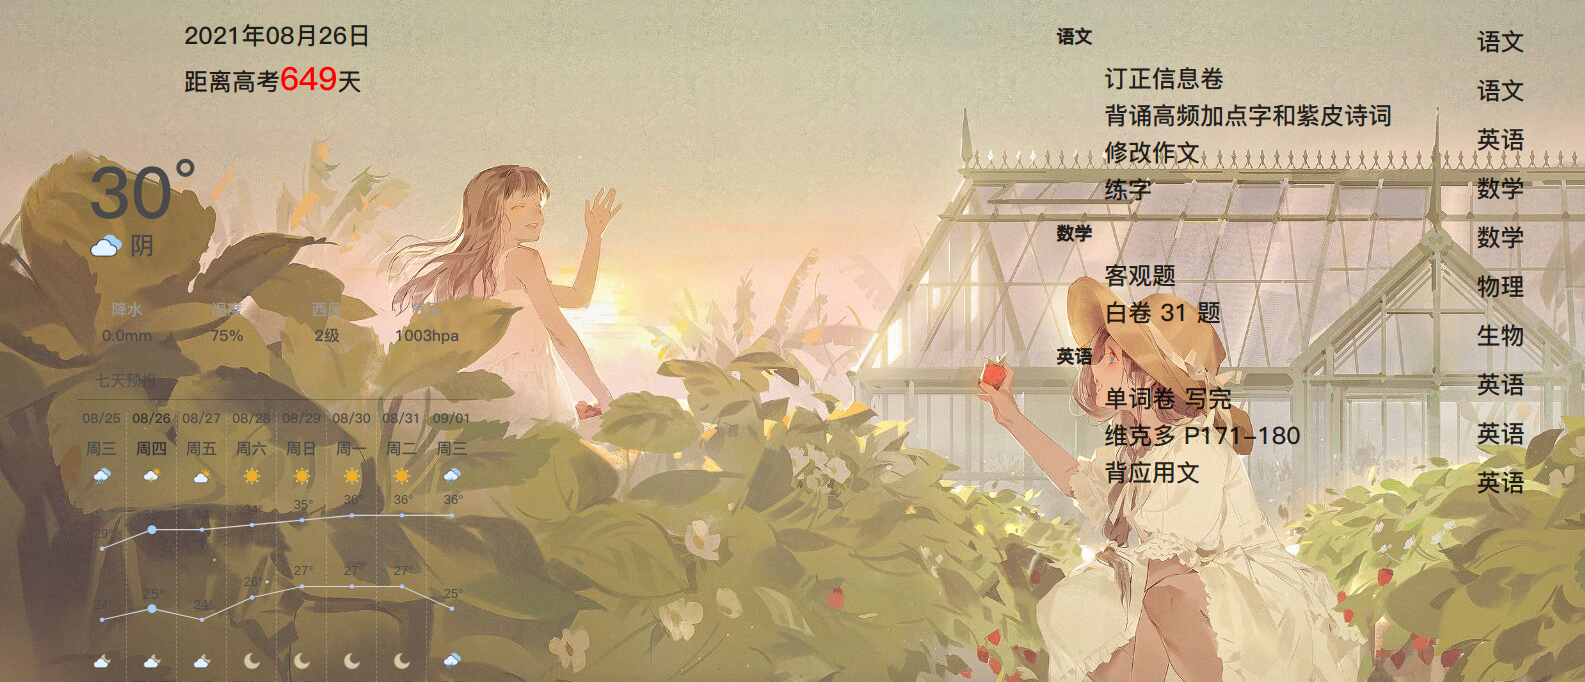 2021年08月26日
距离高考649天
30°
阴
降水 湿度 西风 气压
0.0mm 75% 2级 1003hpa
七天预报
08/25 08/26 08/27 08/28 08/29 08/30 08/31 09/01
周三 周四 周五 周六 周日 周一 周二 周三
29° 33° 33° 34° 35° 36° 36° 36°
24° 25° 24° 26° 27° 27° 27° 25°
语文
订正信息卷
背诵高频加点字和紫皮诗词
修改作文
练字
数学
客观题
白卷 31 题
英语
单词卷 写完
维克多 P171-180
背应用文
语文
语文
英语
数学
数学
物理
生物
英语
英语
英语